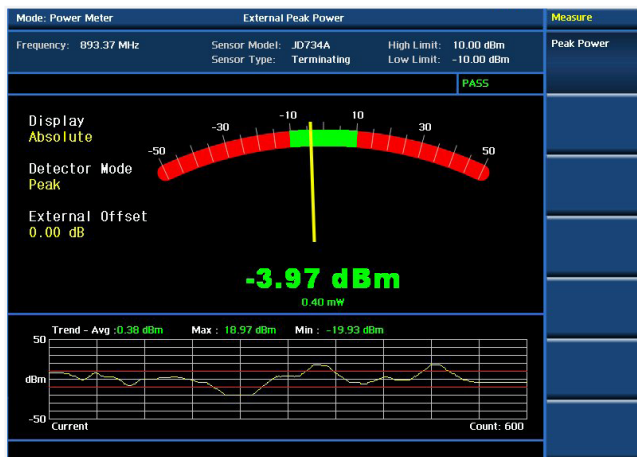 Mode: Power Meter External Peak Power Measure
Frequency: 893.37 MHz Sensor Model: JD734A High Limit: 10.00 dBm Peak Power
Sensor Type: Terminating Low Limit: -10.00 dBm
PASS
Display
Absolute
Detector Mode
Peak
External Offset
0.00 dB
-50 -30 -10 10 30 50
-3.97 dBm
0.40 mW
Trend - Avg :0.38 dBm Max : 18.97 dBm Min : -19.93 dBm
50
dBm
-50
Current Count: 600